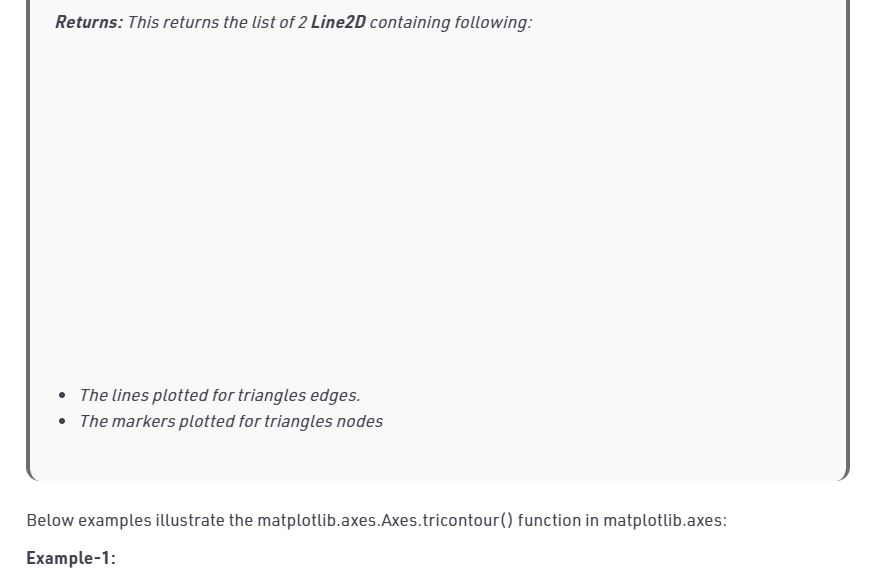 Returns: This returns the list of 2 Line2D containing following:
• The lines plotted for triangles edges.
• The markers plotted for triangles nodes
Below examples illustrate the matplotlib.axes.Axes.tricontour() function in matplotlib.axes:
Example-1: